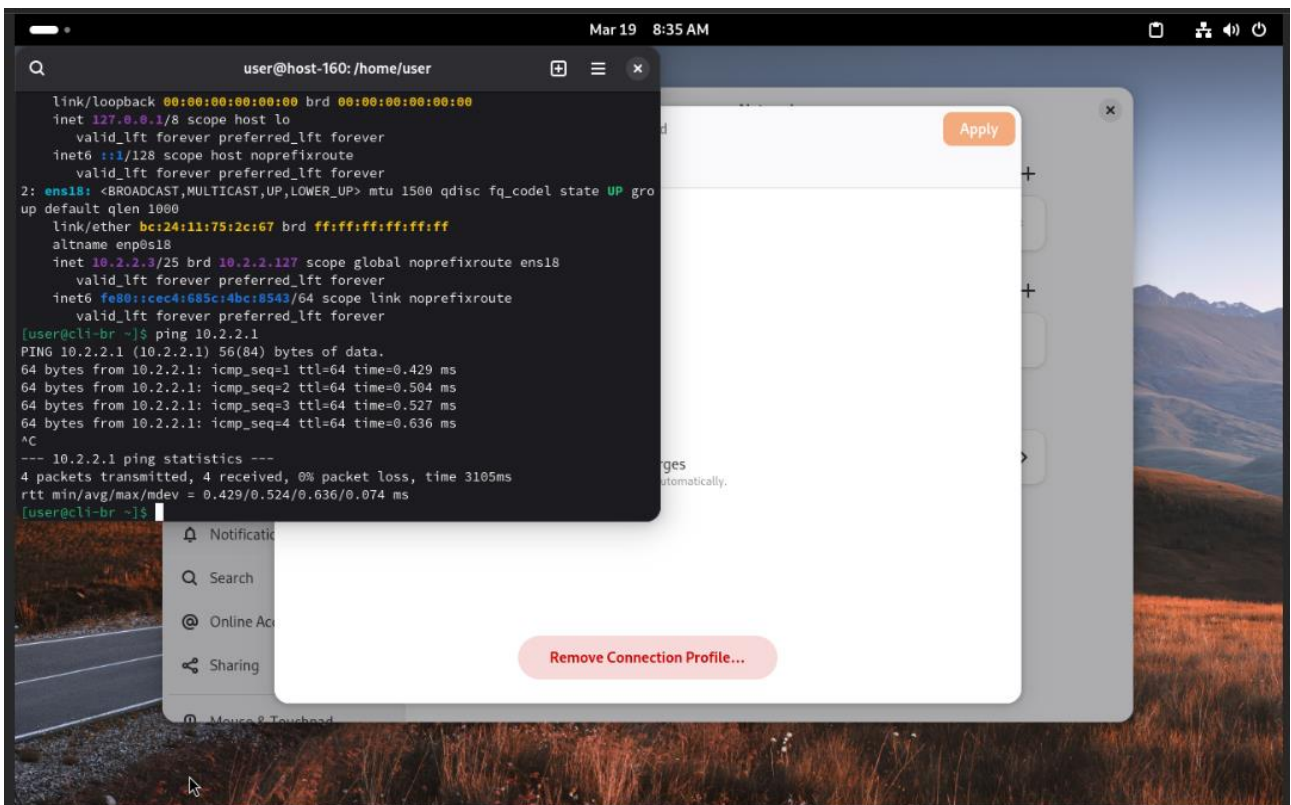 Mar 19 8:35 AM
user@host-160: /home/user
link/loopback 00:00:00:00:00:00 brd 00:00:00:00:00:00
inet 127.0.0.1/8 scope host lo
valid_lft forever preferred_lft forever
inet6 ::1/128 scope host noprefixroute
valid_lft forever preferred_lft forever
2: ens18: <BROADCAST,MULTICAST,UP,LOWER_UP> mtu 1500 qdisc fq_codel state UP gro
up default qlen 1000
link/ether bc:24:11:75:2c:67 brd ff:ff:ff:ff:ff:ff
altname enp0s18
inet 10.2.2.3/25 brd 10.2.2.127 scope global noprefixroute ens18
valid_lft forever preferred_lft forever
inet6 fe80::cec4:685c:4bc:8543/64 scope link noprefixroute
valid_lft forever preferred_lft forever
[user@cli-br ~]$ ping 10.2.2.1
PING 10.2.2.1 (10.2.2.1) 56(84) bytes of data.
64 bytes from 10.2.2.1: icmp_seq=1 ttl=64 time=0.429 ms
64 bytes from 10.2.2.1: icmp_seq=2 ttl=64 time=0.504 ms
64 bytes from 10.2.2.1: icmp_seq=3 ttl=64 time=0.527 ms
64 bytes from 10.2.2.1: icmp_seq=4 ttl=64 time=0.636 ms
^C
--- 10.2.2.1 ping statistics ---
4 packets transmitted, 4 received, 0% packet loss, time 3105ms
rtt min/avg/max/mdev = 0.429/0.524/0.636/0.074 ms
[user@cli-br ~]$
Apply
rges
utomatically.
Notificatio
Search
Online Acc
Sharing
Mouse & Touchpad
Remove Connection Profile...